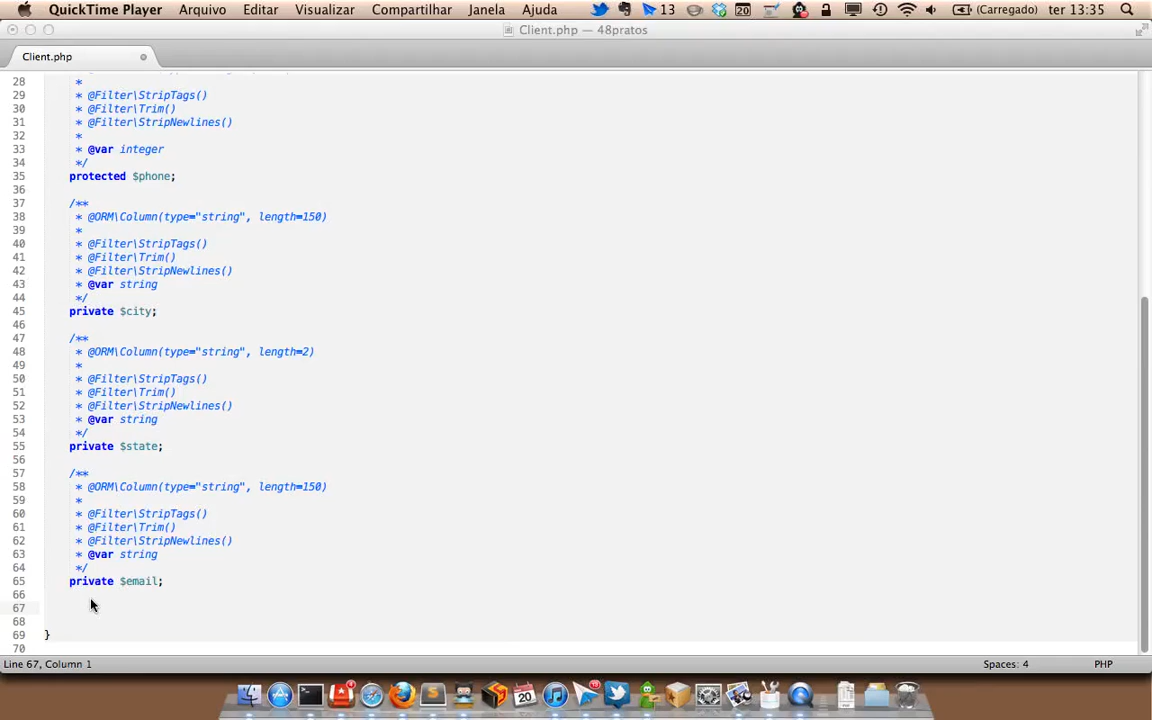 QuickTime Player Arquivo Editar Visualizar Compartilhar Janela Ajuda 13 20 (Carregado) ter 13:35
Client.php — 48pratos
Client.php
28 *
29 * @Filter\StripTags()
30 * @Filter\Trim()
31 * @Filter\StripNewlines()
32 *
33 * @var integer
34 */
35 protected $phone;
36
37 /**
38 * @ORM\Column(type="string", length=150)
39 *
40 * @Filter\StripTags()
41 * @Filter\Trim()
42 * @Filter\StripNewlines()
43 * @var string
44 */
45 private $city;
46
47 /**
48 * @ORM\Column(type="string", length=2)
49 *
50 * @Filter\StripTags()
51 * @Filter\Trim()
52 * @Filter\StripNewlines()
53 * @var string
54 */
55 private $state;
56
57 /**
58 * @ORM\Column(type="string", length=150)
59 *
60 * @Filter\StripTags()
61 * @Filter\Trim()
62 * @Filter\StripNewlines()
63 * @var string
64 */
65 private $email;
66
67
68
69 }
70
Line 67, Column 1 Spaces: 4 PHP
20